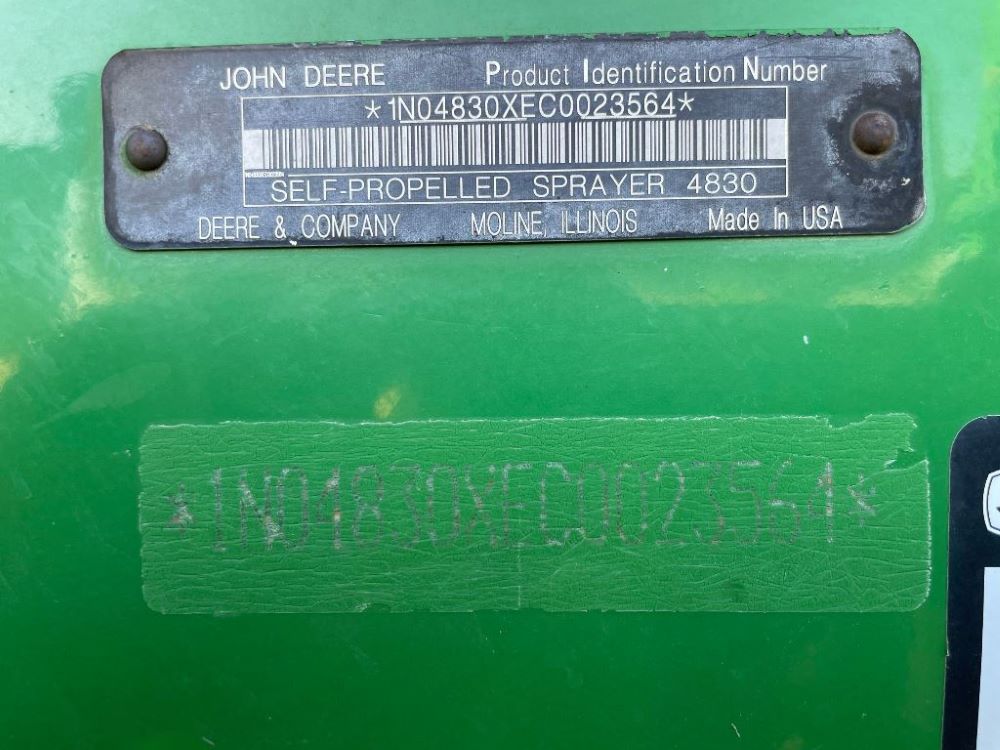 JOHN DEERE Product Identification Number
*1N04830XEC0023564*
SELF-PROPELLED SPRAYER 4830
DEERE & COMPANY MOLINE, ILLINOIS Made In USA
*1N04830XEC0023564*